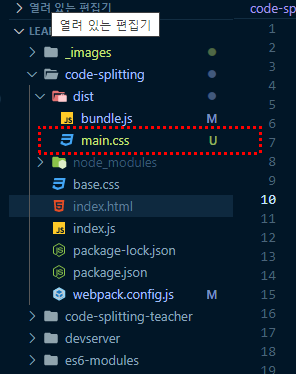 열려 있는 편집기
code-sp
열려 있는 편집기
LEA
1
_images
2
3
code-splitting
4
dist
5
bundle.js M
6
main.css U
7
node_modules
8
base.css
9
index.html
10
index.js
11
package-lock.json
12
package.json
13
14
webpack.config.js M
15
code-splitting-teacher
16
devserver
17
es6-modules
18